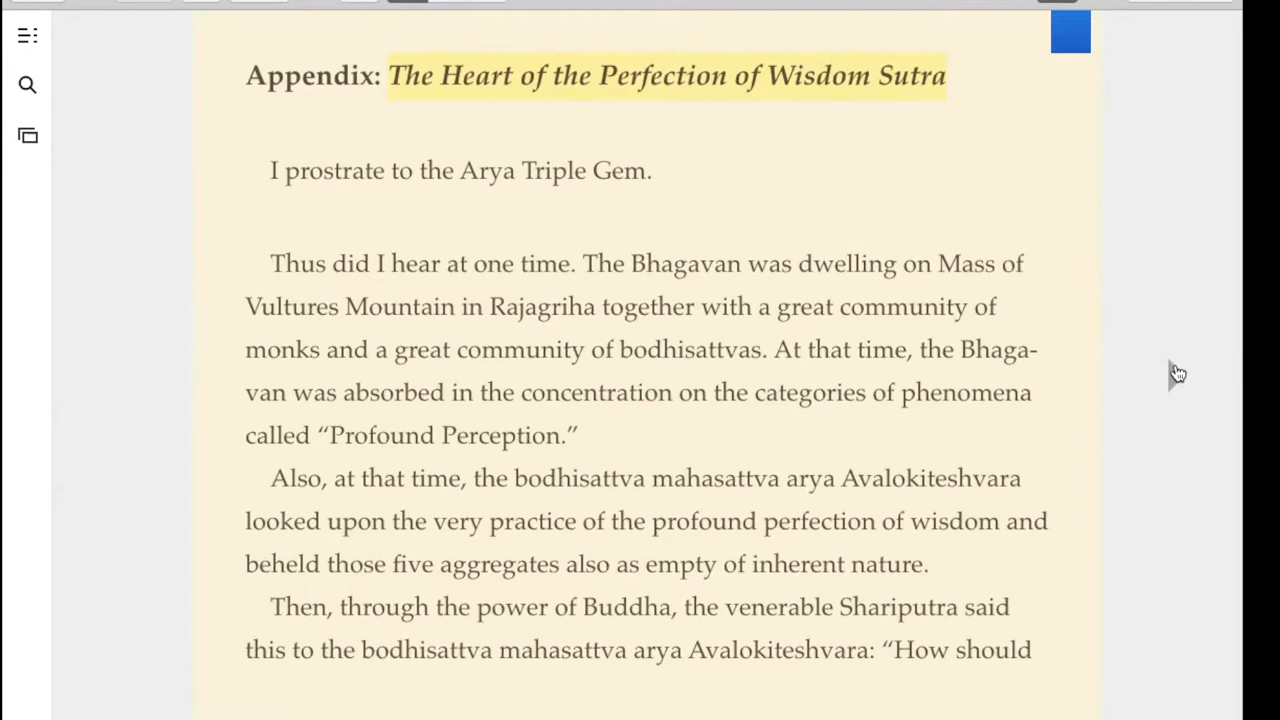 Appendix: The Heart of the Perfection of Wisdom Sutra
I prostrate to the Arya Triple Gem.
Thus did I hear at one time. The Bhagavan was dwelling on Mass of
Vultures Mountain in Rajagriha together with a great community of
monks and a great community of bodhisattvas. At that time, the Bhaga-
van was absorbed in the concentration on the categories of phenomena
called “Profound Perception.”
Also, at that time, the bodhisattva mahasattva arya Avalokiteshvara
looked upon the very practice of the profound perfection of wisdom and
beheld those five aggregates also as empty of inherent nature.
Then, through the power of Buddha, the venerable Shariputra said
this to the bodhisattva mahasattva arya Avalokiteshvara: “How should